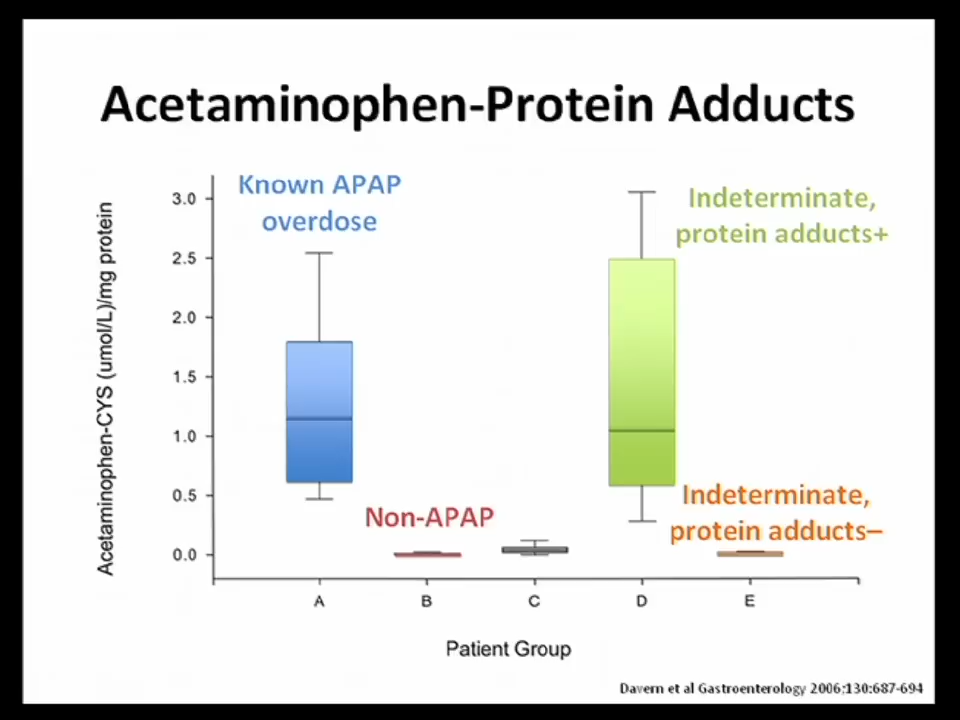 Acetaminophen-Protein Adducts
Known APAP
overdose
Indeterminate,
protein adducts+
Acetaminophen-CYS (umol/L)/mg protein
3.0
2.5
2.0
1.5
1.0
0.5
0.0
Non-APAP
Indeterminate,
protein adducts–
A B C D E
Patient Group
Davern et al Gastroenterology 2006;130:687-694